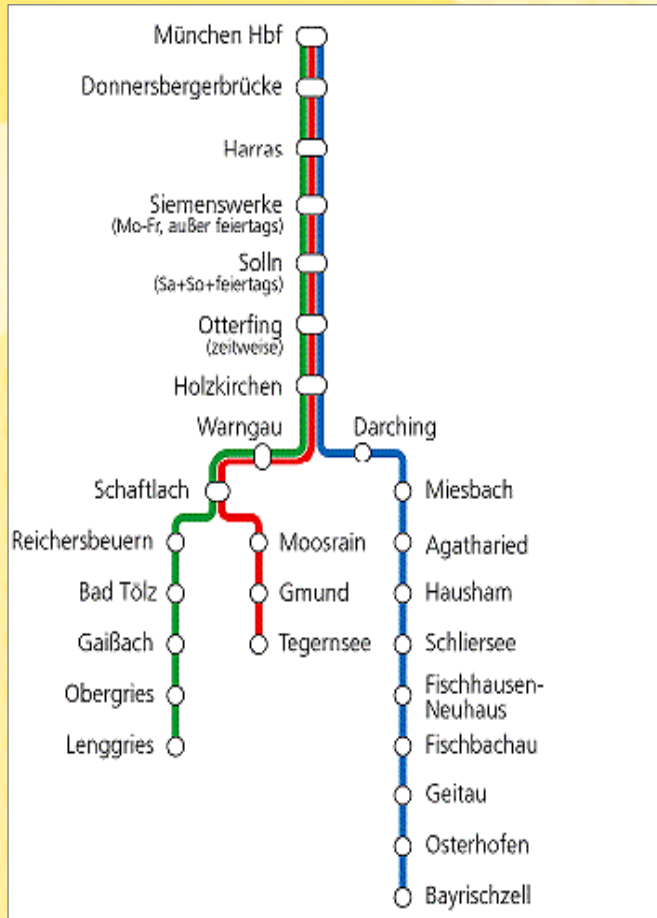 München Hbf
Donnersbergerbrücke
Harras
Siemenswerke
(Mo-Fr, außer feiertags)
Solln
(Sa+So+feiertags)
Otterfing
(zeitweise)
Holzkirchen
Warngau
Darching
Schaftlach
Miesbach
Reichersbeuern
Moosrain
Agatharied
Bad Tölz
Gmund
Hausham
Gaißach
Tegernsee
Schliersee
Obergries
Fischhausen-
Neuhaus
Lenggries
Fischbachau
Geitau
Osterhofen
Bayrischzell